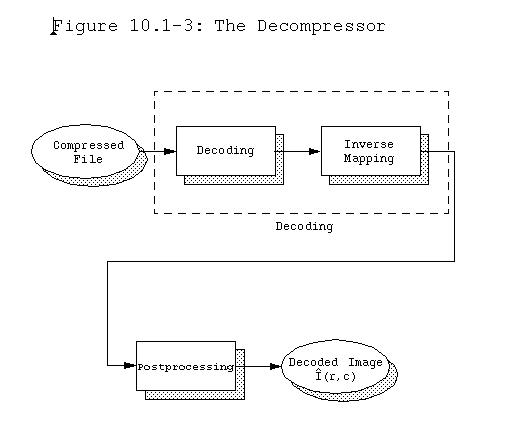 Figure 10.1-3: The Decompressor
Compressed
File
Decoding
Inverse
Mapping
Decoding
Postprocessing
Decoded Image
Î(r,c)